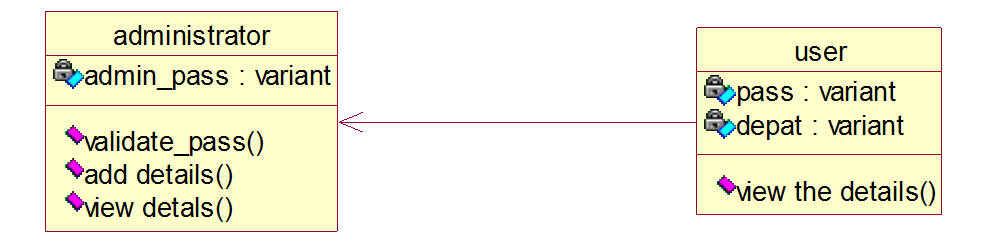 administrator
admin_pass : variant
validate_pass()
add details()
view detals()
user
pass : variant
depat : variant
view the details()